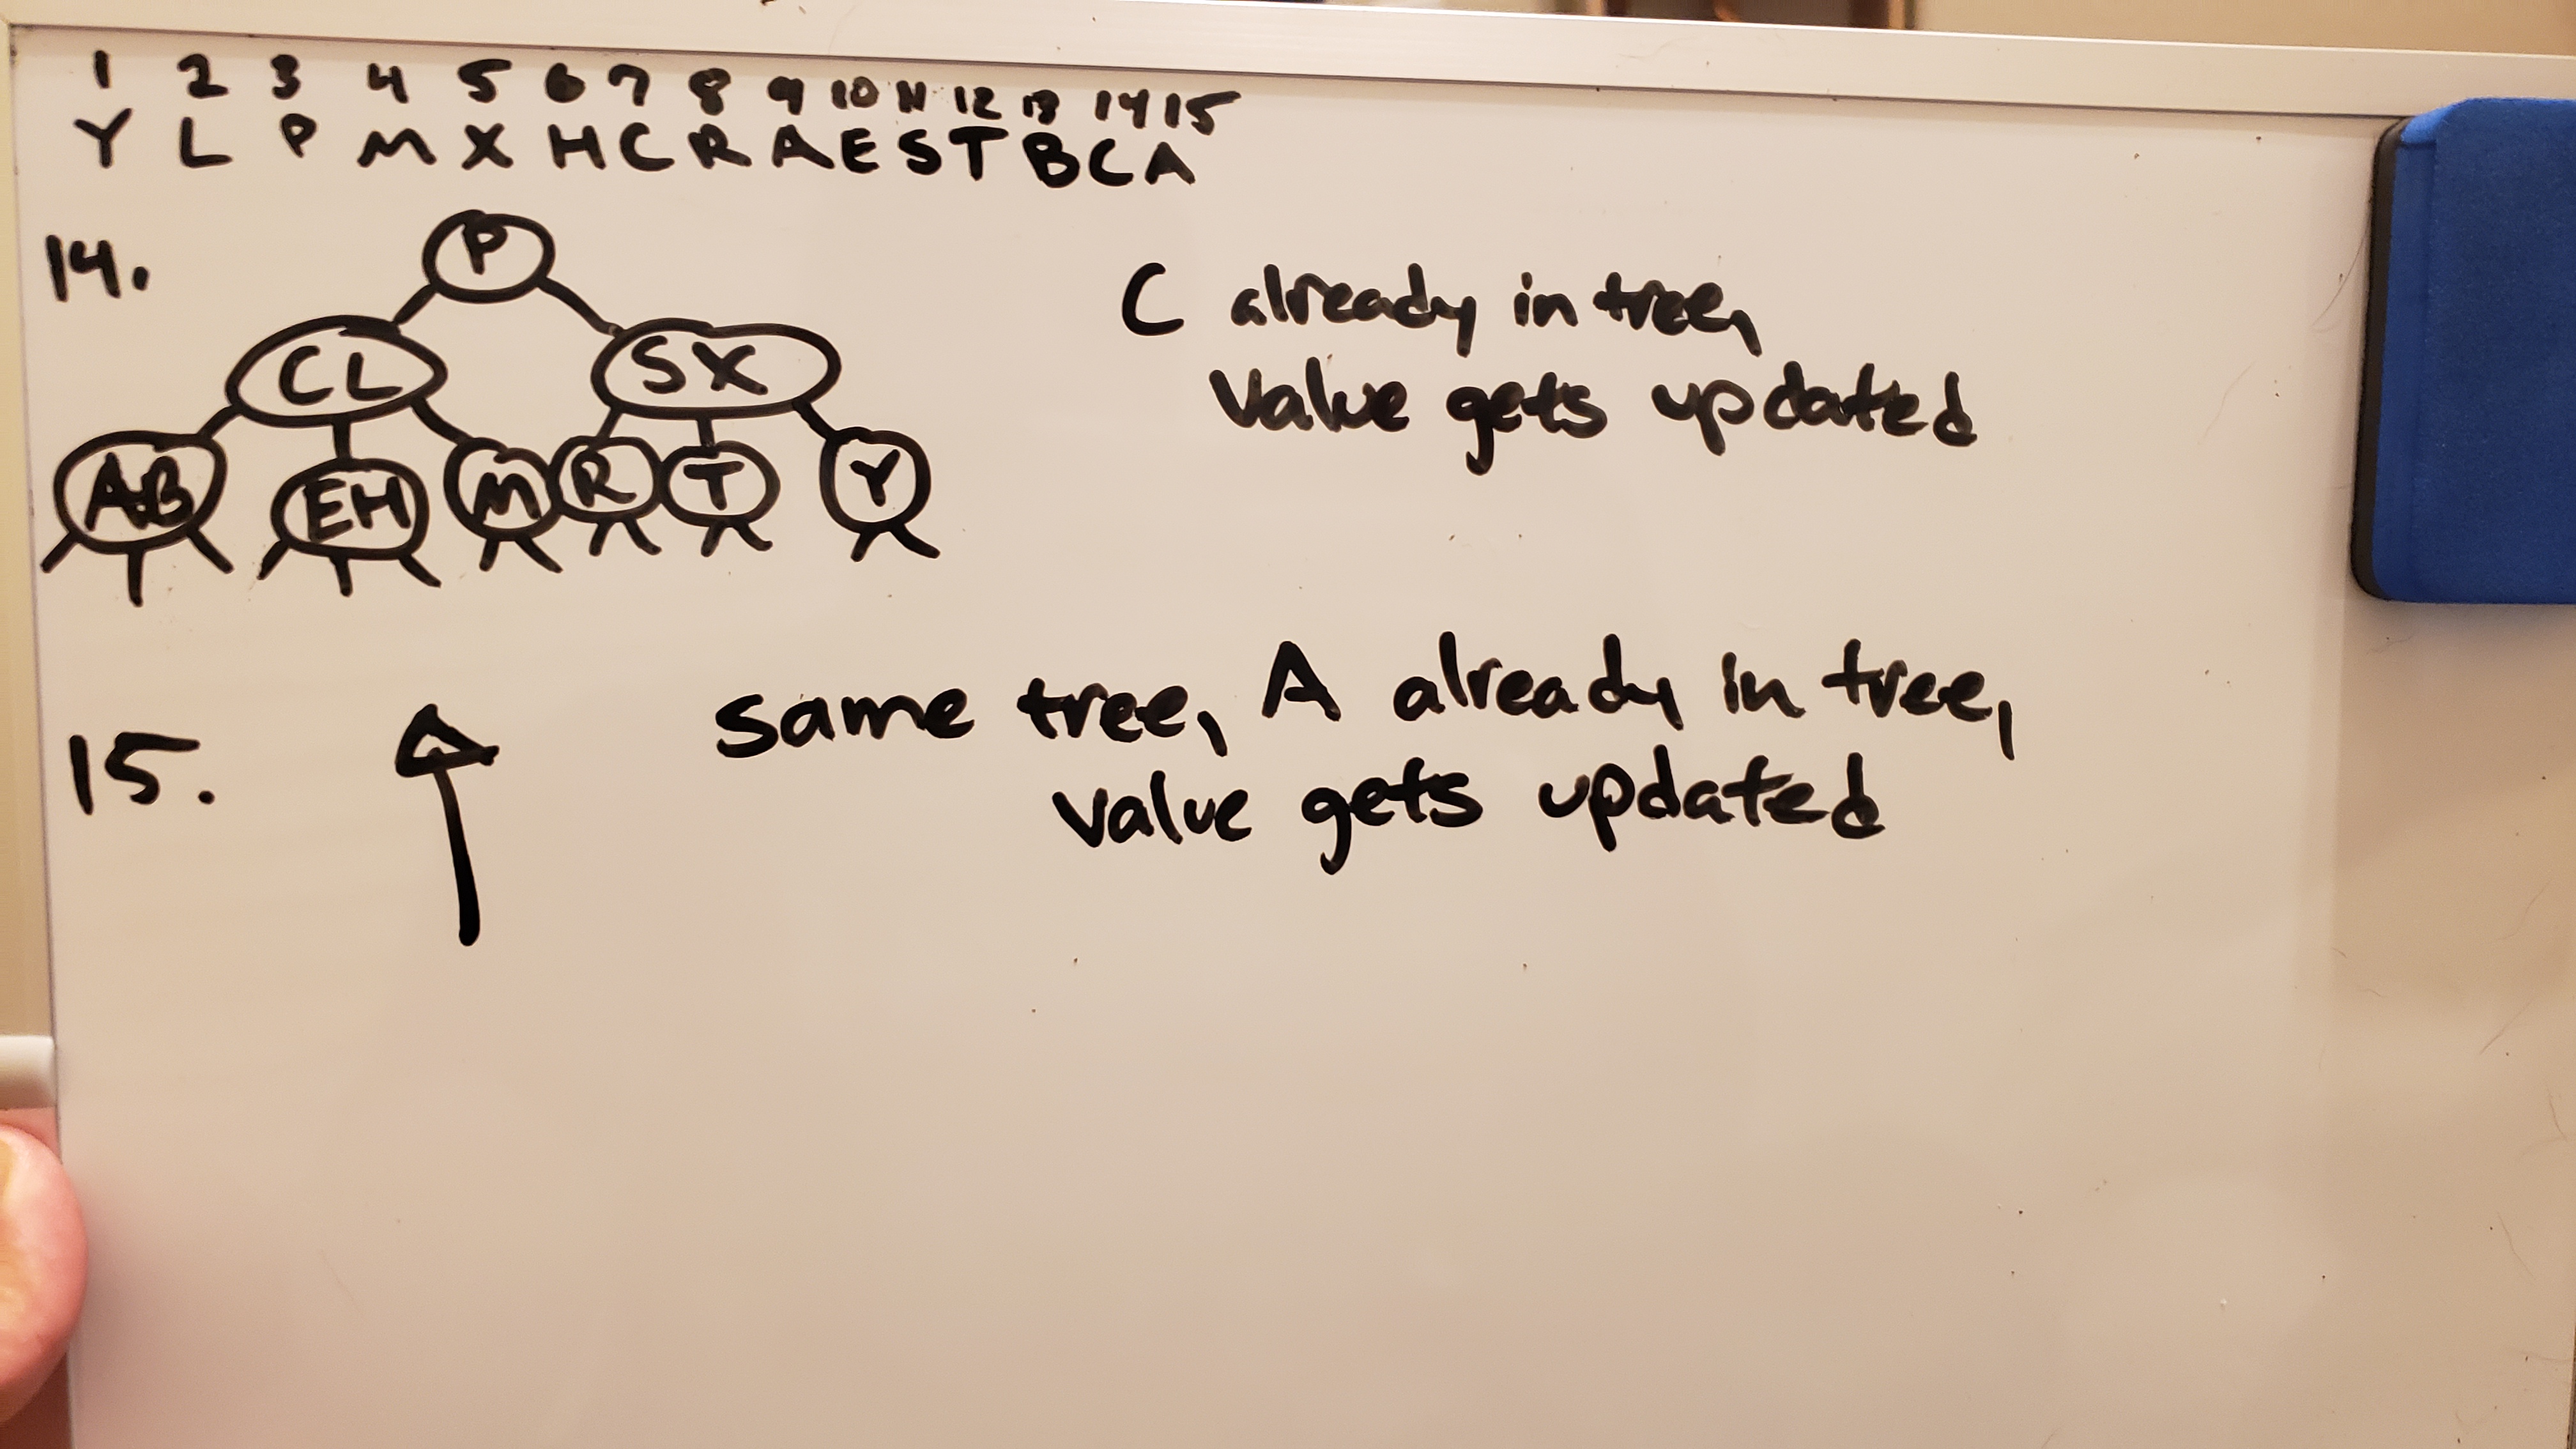 1 2 3 4 5 6 7 8 9 10 11 12 13 14 15
Y L P M X H C R A E S T B C A
14.
P
CL SX
AB EH M R T Y
C already in tree,
value gets updated
15.
same tree, A already in tree,
value gets updated